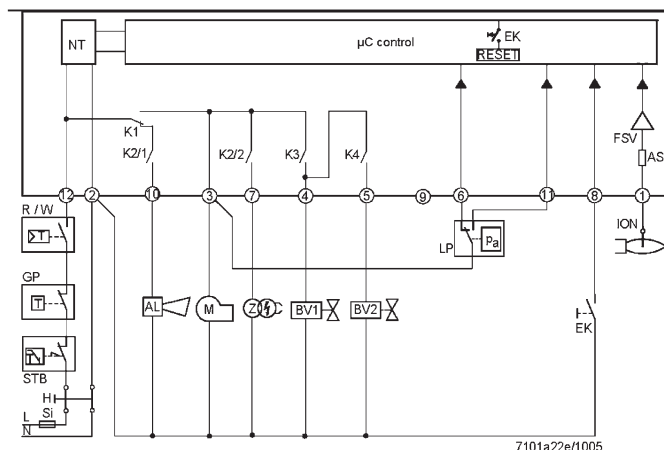 NT
µC control
EK
RESET
FSV
AS
K1
K2/1
K2/2
K3
K4
12
2
10
3
7
4
5
9
6
11
8
1
R / W
ION
LP
pa
>T
GP
T
AL
M
Z
BV1
BV2
EK
STB
H
Si
L
N
7101a22e/1005